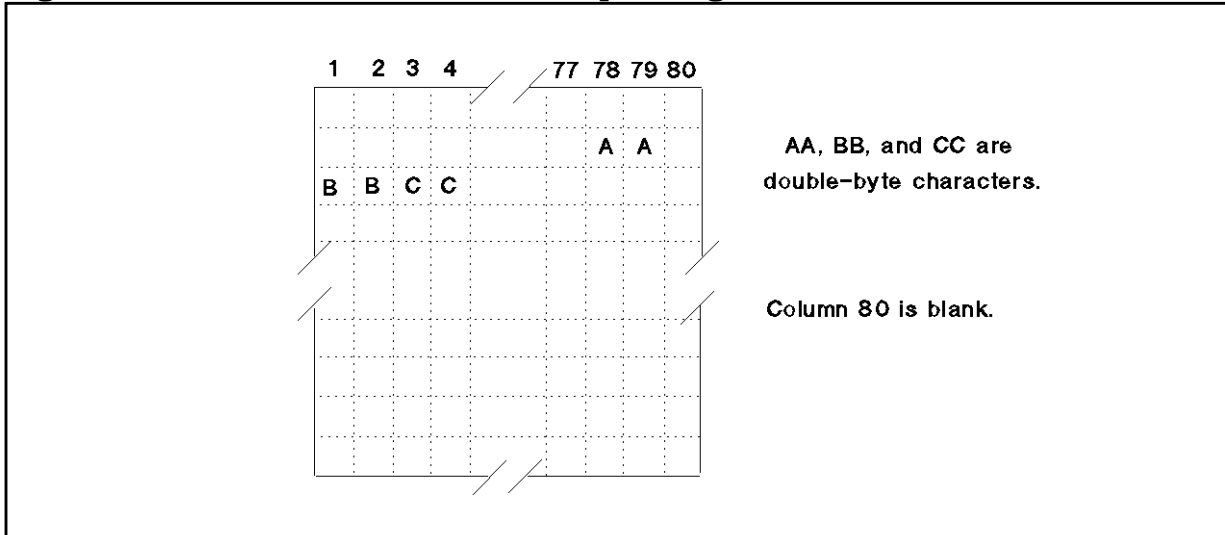 1 2 3 4 77 78 79 80
A A
AA, BB, and CC are
double-byte characters.
B B C C
Column 80 is blank.